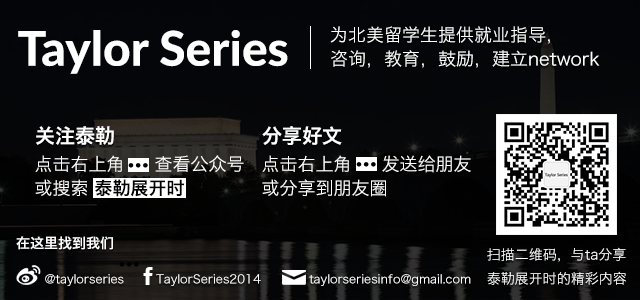 Taylor Series
为北美留学生提供就业指导，
咨询，教育，鼓励，建立network
关注泰勒
点击右上角 ••• 查看公众号
或搜索 泰勒展开时
分享好文
点击右上角 ••• 发送给朋友
或分享到朋友圈
Taylor Series
在这里找到我们
@taylorseries
TaylorSeries2014
taylorseriesinfo@gmail.com
扫描二维码，与ta分享
泰勒展开时的精彩内容